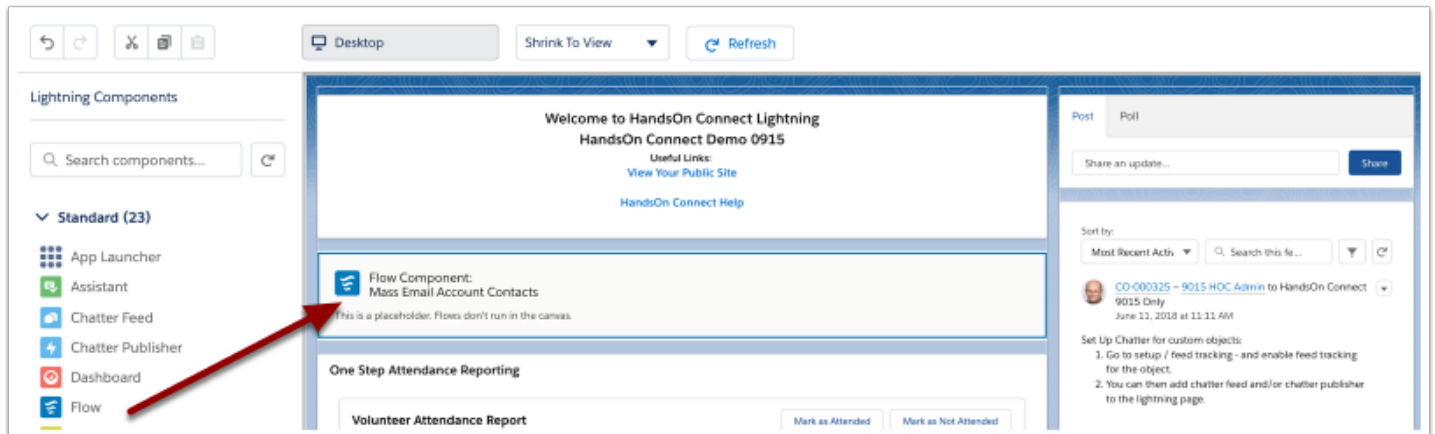 Desktop
Shrink To View
Refresh
Lightning Components
Search components...
Standard (23)
App Launcher
Assistant
Chatter Feed
Chatter Publisher
Dashboard
Flow
Welcome to HandsOn Connect Lightning
HandsOn Connect Demo 0915
Useful Links:
View Your Public Site
HandsOn Connect Help
Flow Component:
Mass Email Account Contacts
This is a placeholder. Flows don't run in the canvas.
One Step Attendance Reporting
Volunteer Attendance Report
Mark as Attended
Mark as Not Attended
Post
Poll
Share an update...
Share
Sort by:
Most Recent Activ
Search this fe...
CO-000325 – 9015 HOC Admin to HandsOn Connect
9015 Only
June 11, 2018 at 11:11 AM
Set Up Chatter for custom objects:
1. Go to setup / feed tracking - and enable feed tracking
for the object.
2. You can then add chatter feed and/or chatter publisher
to the lightning page.